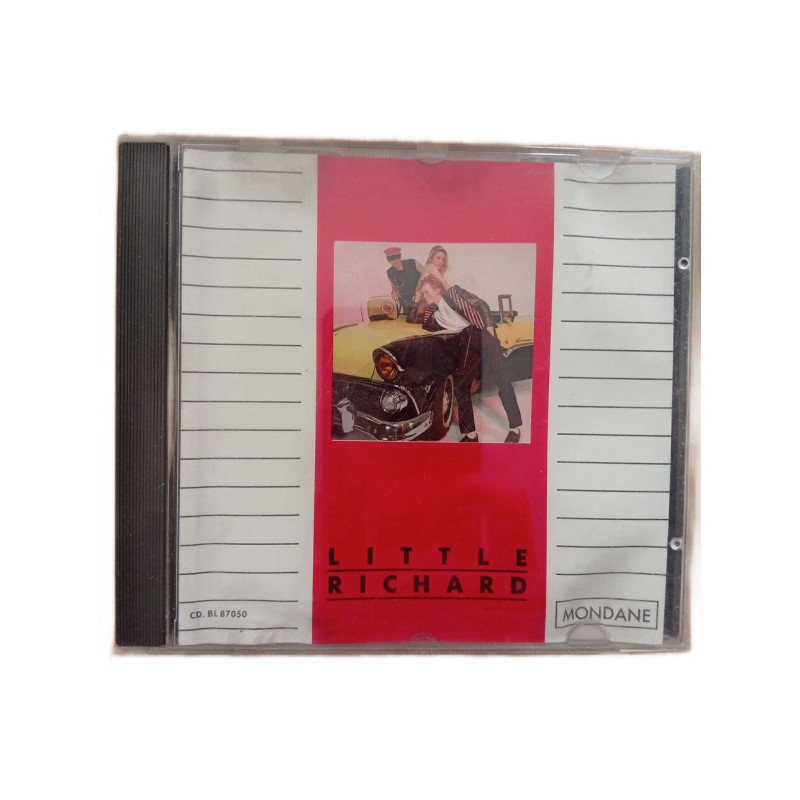 LITTLE
RICHARD
CD. BL 87050
MONDANE